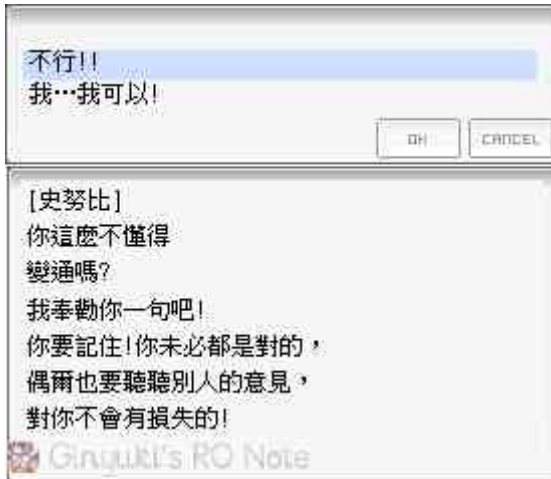 不行!!
我…我可以!
OK
CANCEL
[史努比]
你這麼不懂得
變通嗎?
我奉勸你一句吧!
你要記住!你未必都是對的，
偶爾也要聽聽別人的意見，
對你不會有損失的!
Ginyuki's RO Note